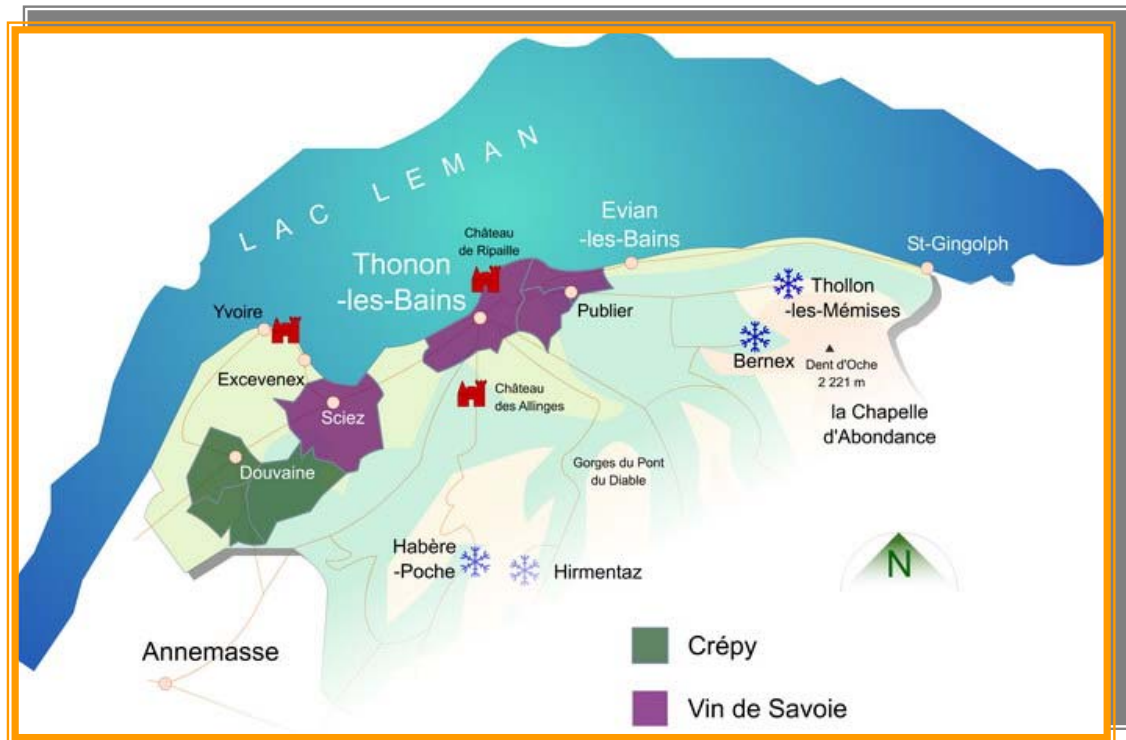 LAC LEMAN
Château
de Ripaille
Evian
-les-Bains
St-Gingolph
Thonon
-les-Bains
Thollon
-les-Mémises
Yvoire
Publier
Bernex
Dent d'Oche
2 221 m
Excevenex
Château
des Allinges
Sciez
la Chapelle
d'Abondance
Douvaine
Gorges du Pont
du Diable
Habère
-Poche
Hirmentaz
N
Annemasse
Crépy
Vin de Savoie